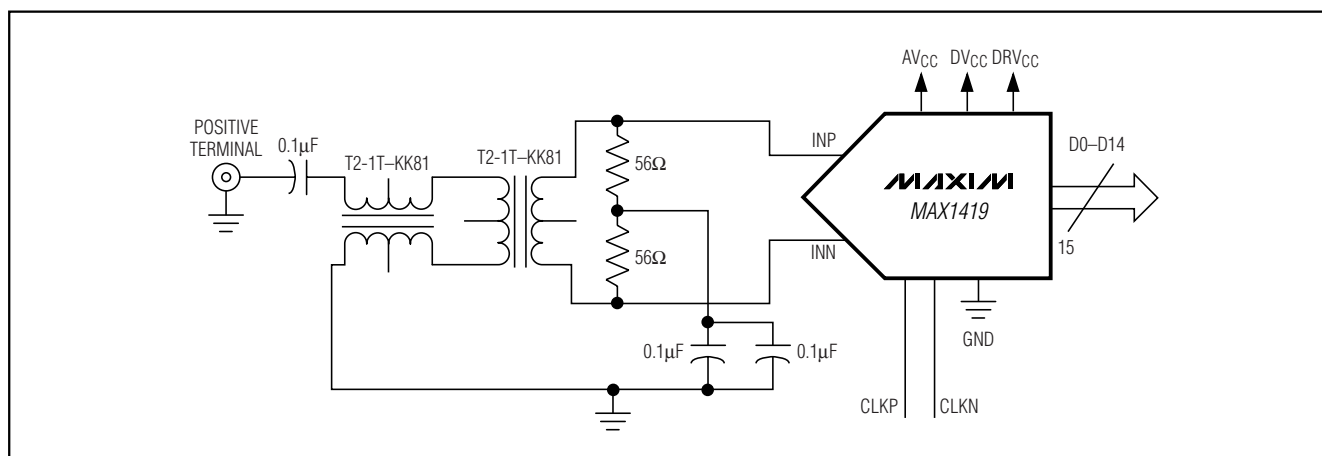 AVCC DVCC DRVCC
POSITIVE
TERMINAL
0.1µF
T2-1T–KK81
T2-1T–KK81
56Ω
56Ω
INP
INN
MAXIM
MAX1419
D0–D14
15
GND
0.1µF
0.1µF
CLKP
CLKN